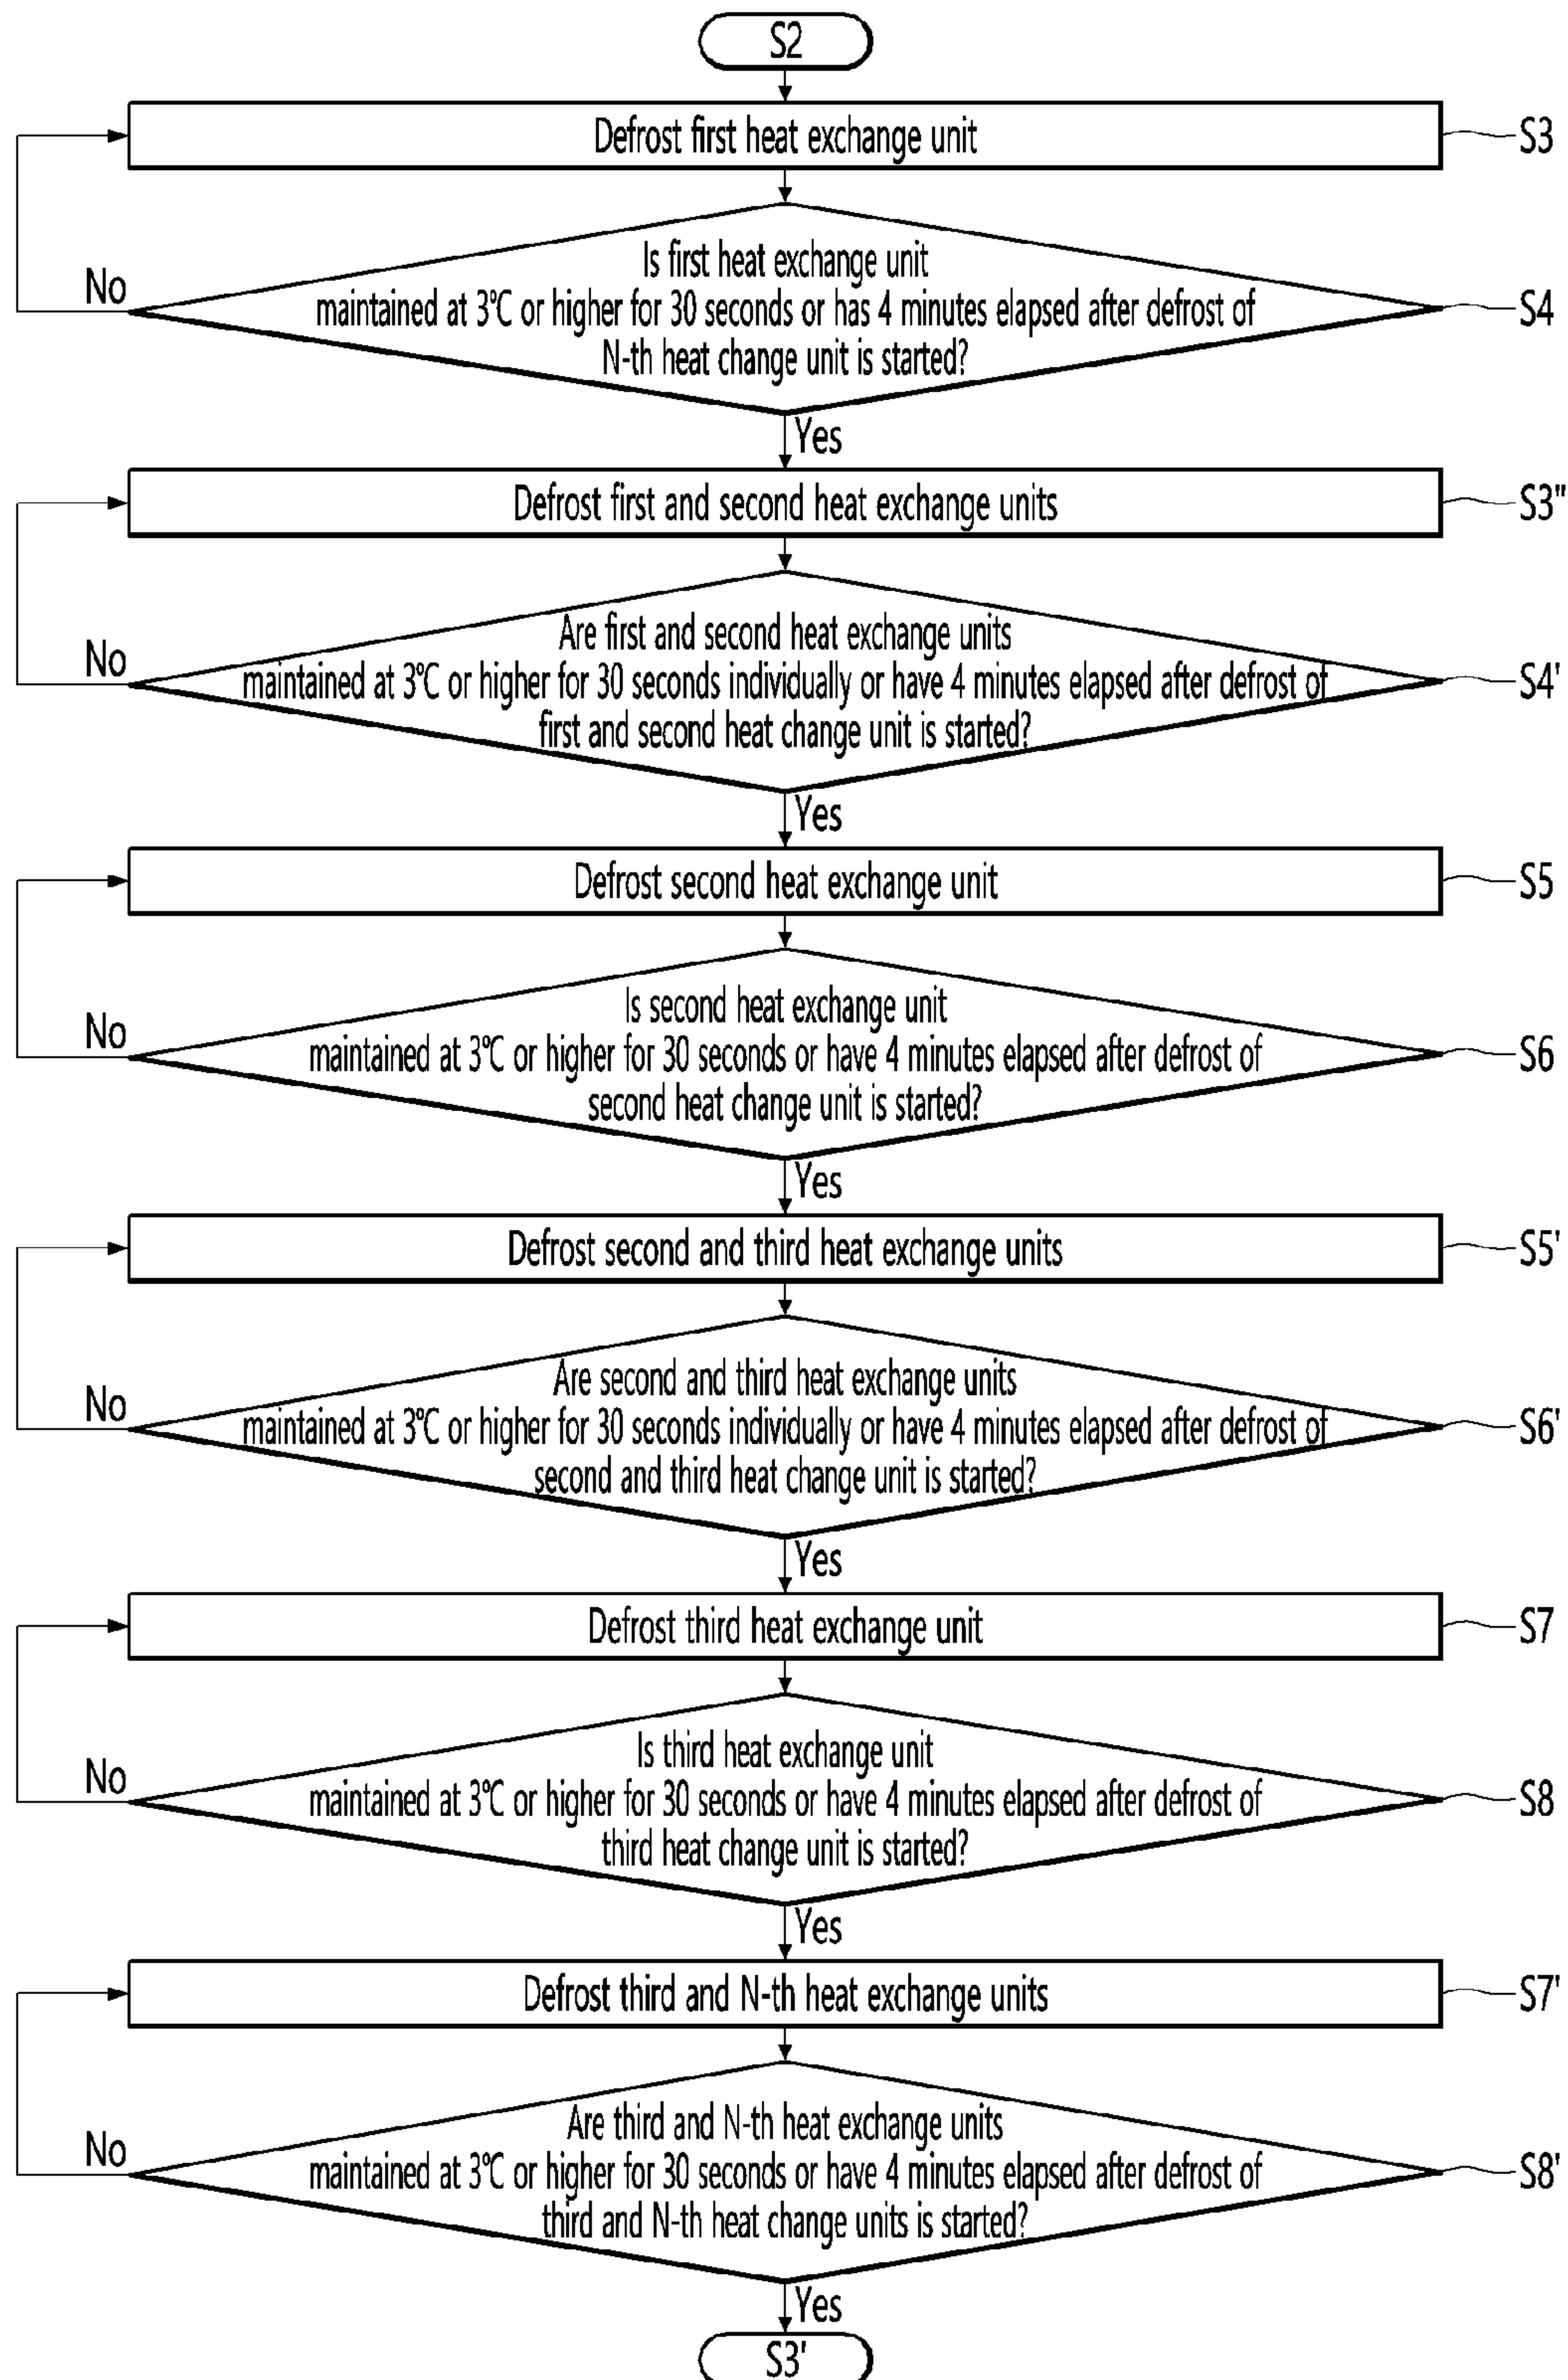 S2
Defrost first heat exchange unit
S3
Is first heat exchange unit
maintained at 3℃ or higher for 30 seconds or has 4 minutes elapsed after defrost of
N-th heat change unit is started?
No
S4
Yes
Defrost first and second heat exchange units
S3"
Are first and second heat exchange units
maintained at 3℃ or higher for 30 seconds individually or have 4 minutes elapsed after defrost of
first and second heat change unit is started?
No
S4'
Yes
Defrost second heat exchange unit
S5
Is second heat exchange unit
maintained at 3℃ or higher for 30 seconds or have 4 minutes elapsed after defrost of
second heat change unit is started?
No
S6
Yes
Defrost second and third heat exchange units
S5'
Are second and third heat exchange units
maintained at 3℃ or higher for 30 seconds individually or have 4 minutes elapsed after defrost of
second and third heat change unit is started?
No
S6'
Yes
Defrost third heat exchange unit
S7
Is third heat exchange unit
maintained at 3℃ or higher for 30 seconds or have 4 minutes elapsed after defrost of
third heat change unit is started?
No
S8
Yes
Defrost third and N-th heat exchange units
S7'
Are third and N-th heat exchange units
maintained at 3℃ or higher for 30 seconds or have 4 minutes elapsed after defrost of
third and N-th heat change units is started?
No
S8'
Yes
S3'